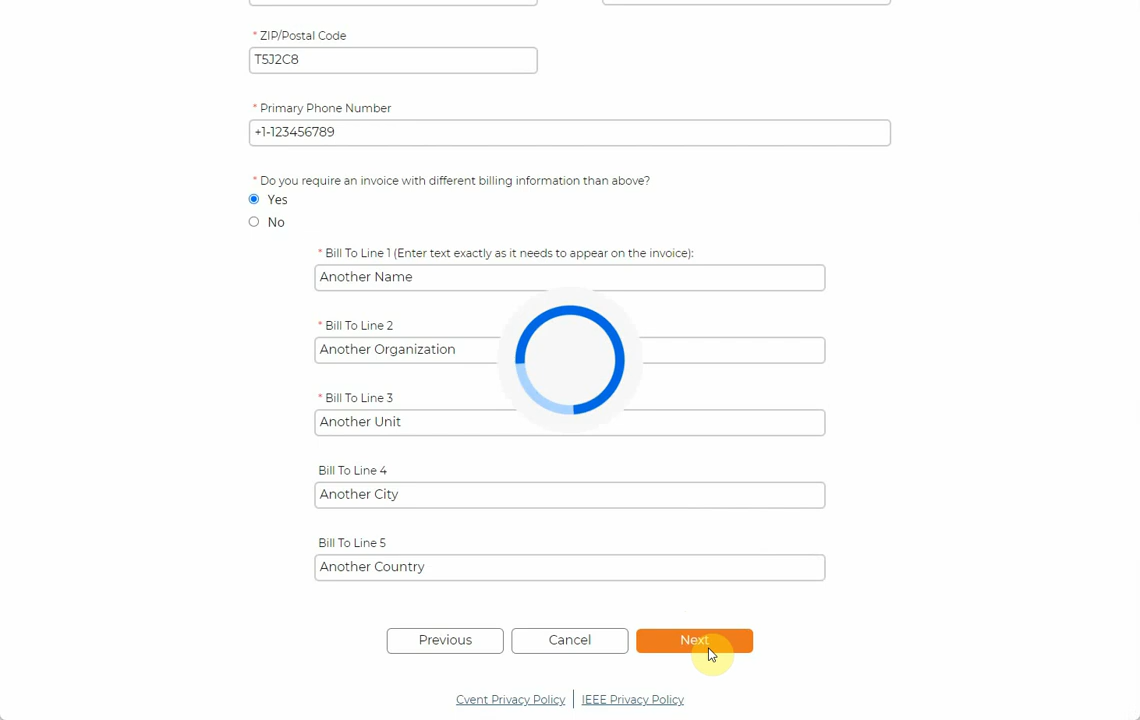 * ZIP/Postal Code
T5J2C8
* Primary Phone Number
+1-123456789
* Do you require an invoice with different billing information than above?
Yes
No
* Bill To Line 1 (Enter text exactly as it needs to appear on the invoice):
Another Name
* Bill To Line 2
Another Organization
* Bill To Line 3
Another Unit
Bill To Line 4
Another City
Bill To Line 5
Another Country
Previous Cancel Next
Cvent Privacy Policy | IEEE Privacy Policy